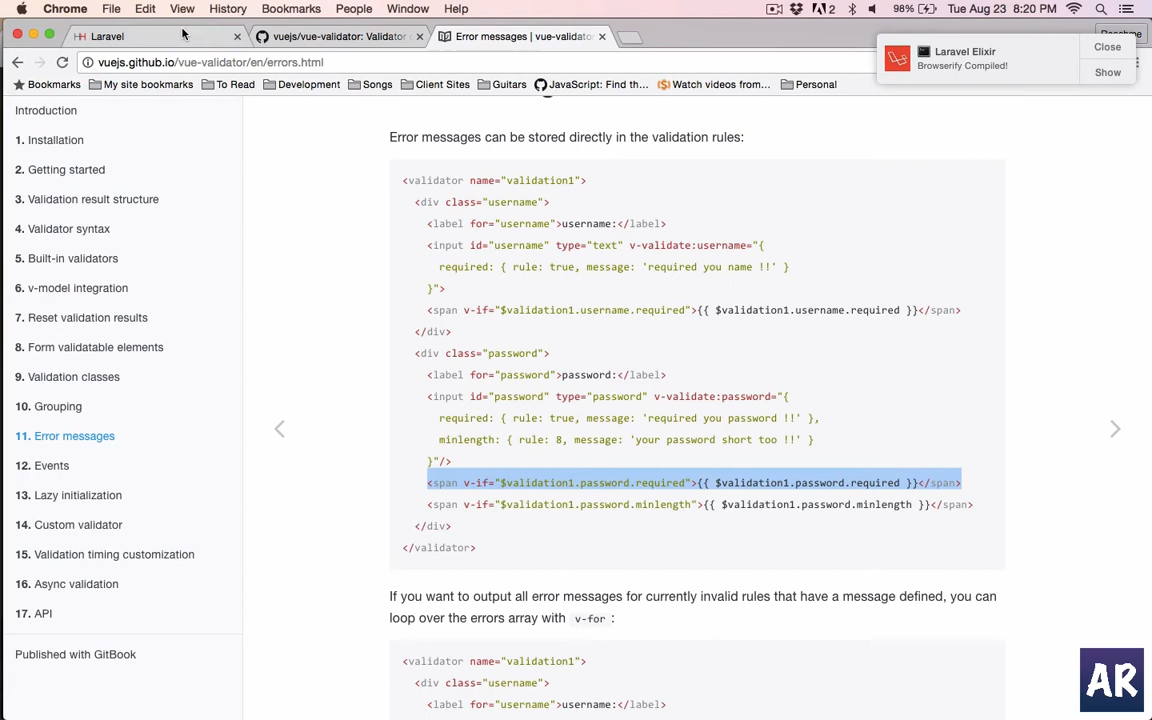 Chrome File Edit View History Bookmarks People Window Help 2 98% Tue Aug 23 8:20 PM
Laravel
vuejs/vue-validator: Validator
Error messages | vue-validato
vuejs.github.io/vue-validator/en/errors.html
Laravel Elixir
Browserify Compiled!
Close
Show
Bookmarks My site bookmarks To Read Development Songs Client Sites Guitars JavaScript: Find th... Watch videos from... Personal
Introduction
1. Installation
2. Getting started
3. Validation result structure
4. Validator syntax
5. Built-in validators
6. v-model integration
7. Reset validation results
8. Form validatable elements
9. Validation classes
10. Grouping
11. Error messages
12. Events
13. Lazy initialization
14. Custom validator
15. Validation timing customization
16. Async validation
17. API
Published with GitBook
Error messages can be stored directly in the validation rules:
<validator name="validation1">
<div class="username">
<label for="username">username:</label>
<input id="username" type="text" v-validate:username="{
required: { rule: true, message: 'required you name !!' }
}">
<span v-if="$validation1.username.required">{{ $validation1.username.required }}</span>
</div>
<div class="password">
<label for="password">password:</label>
<input id="password" type="password" v-validate:password="{
required: { rule: true, message: 'required you password !!' },
minlength: { rule: 8, message: 'your password short too !!' }
}"/>
<span v-if="$validation1.password.required">{{ $validation1.password.required }}</span>
<span v-if="$validation1.password.minlength">{{ $validation1.password.minlength }}</span>
</div>
</validator>
If you want to output all error messages for currently invalid rules that have a message defined, you can
loop over the errors array with v-for :
<validator name="validation1">
<div class="username">
<label for="username">username:</label>
AR